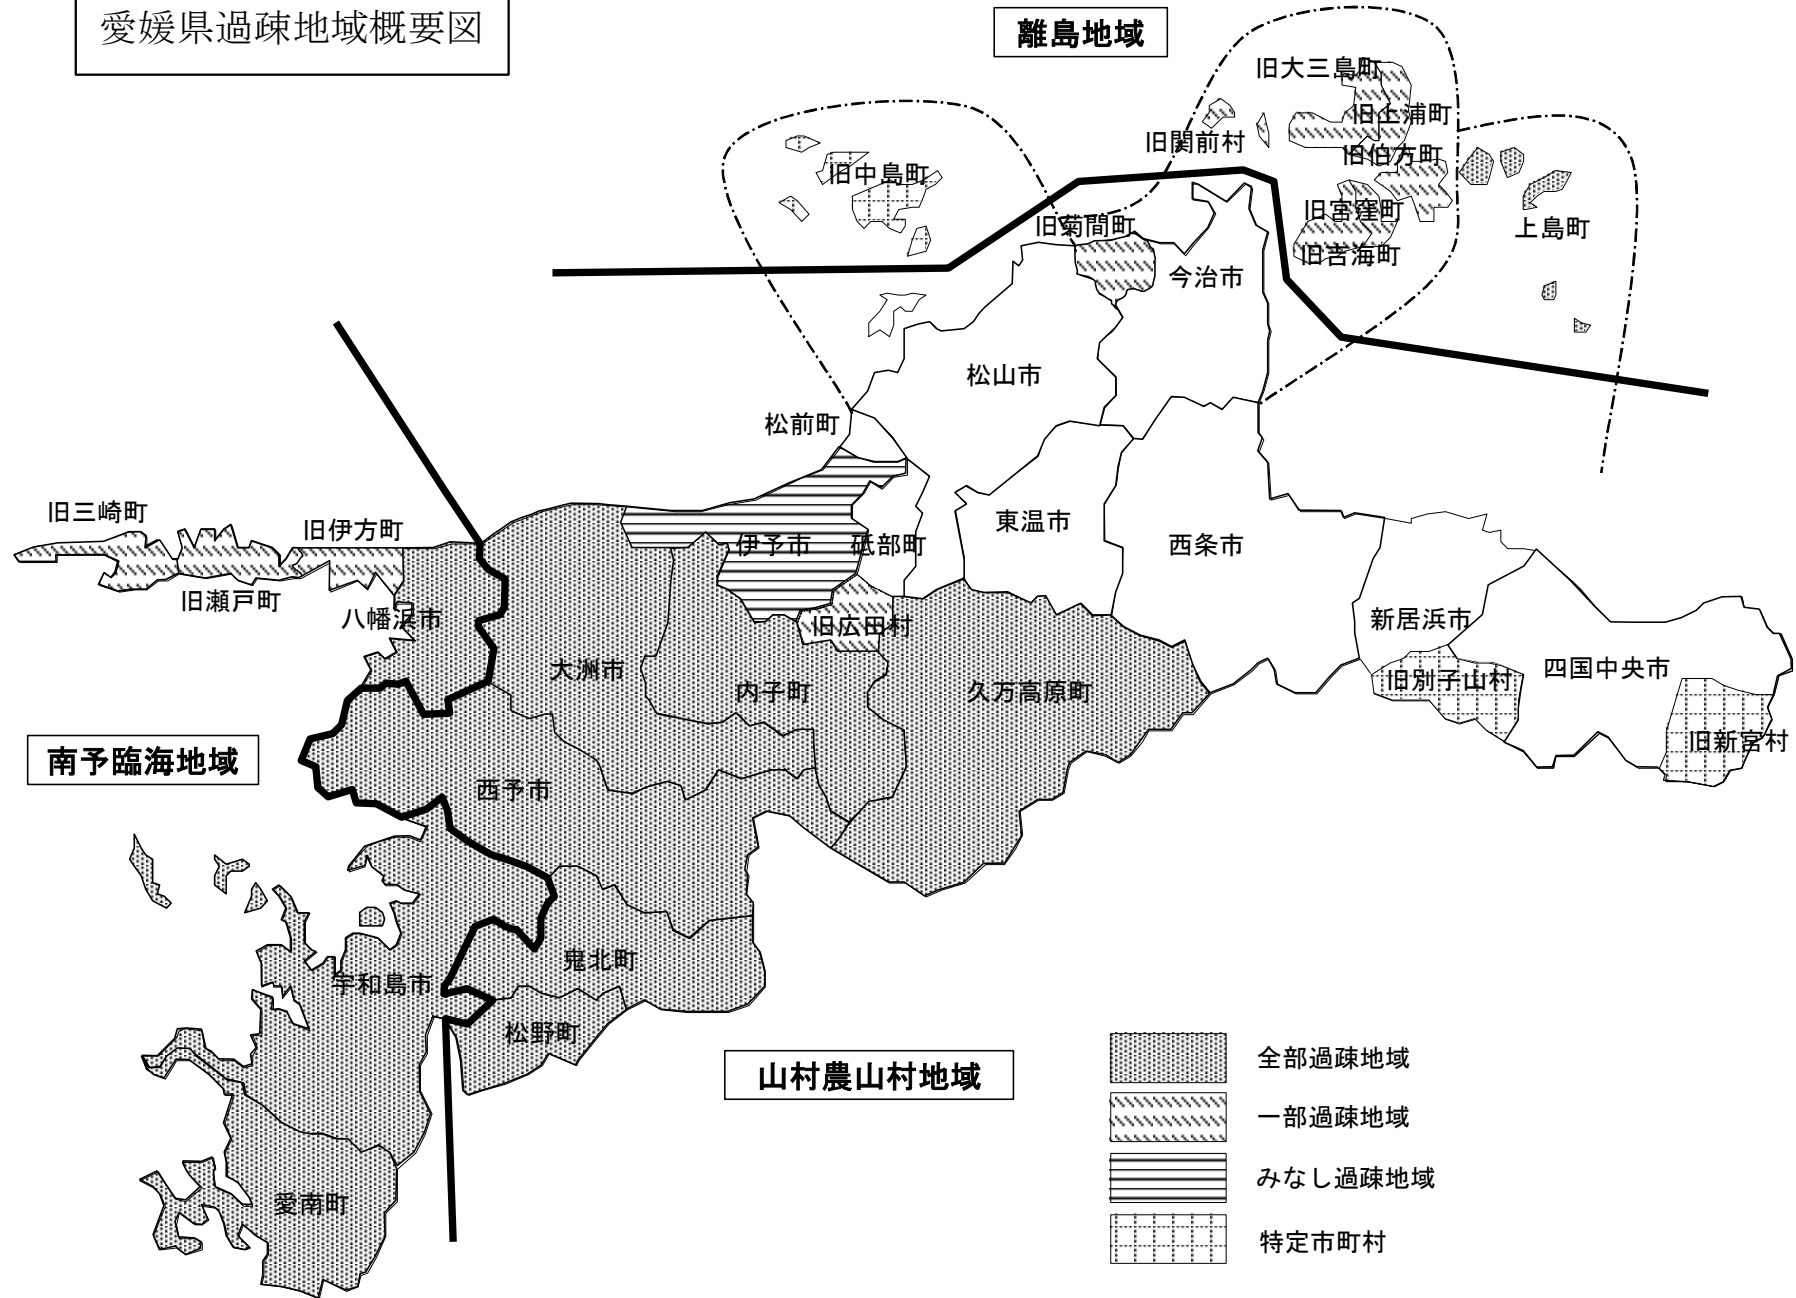 愛媛県過疎地域概要図
離島地域
旧大三島町
旧上浦町
旧関前村
旧伯方町
旧中島町
旧宮窪町
旧菊間町
上島町
旧吉海町
今治市
松山市
松前町
旧三崎町
旧伊方町
東温市
伊予市
砥部町
西条市
旧瀬戸町
八幡浜市
新居浜市
旧広田村
大洲市
四国中央市
内子町
久万高原町
旧別子山村
旧新宮村
南予臨海地域
西予市
鬼北町
宇和島市
松野町
山村農山村地域
全部過疎地域
一部過疎地域
みなし過疎地域
愛南町
特定市町村